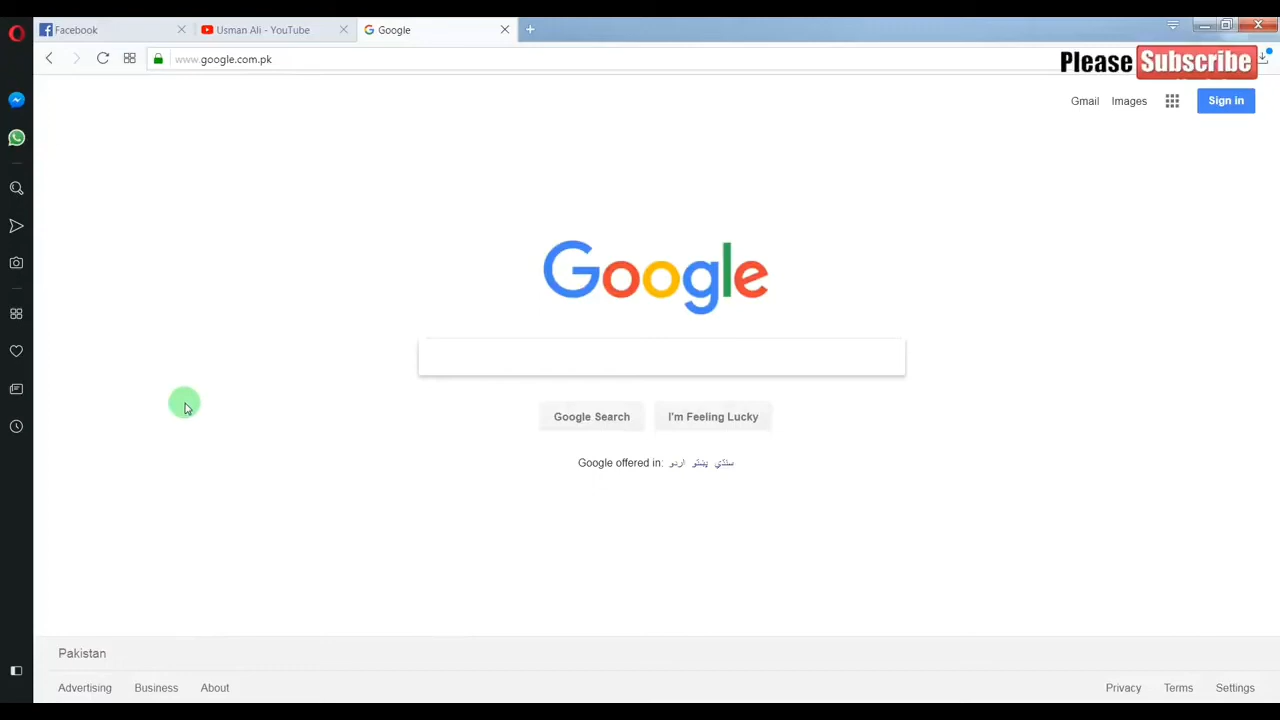 Facebook
Usman Ali - YouTube
Google
www.google.com.pk
Please Subscribe
Gmail Images Sign in
Google
Google Search I'm Feeling Lucky
Google offered in: اردو پښتو سنڌي
Pakistan
Advertising Business About
Privacy Terms Settings